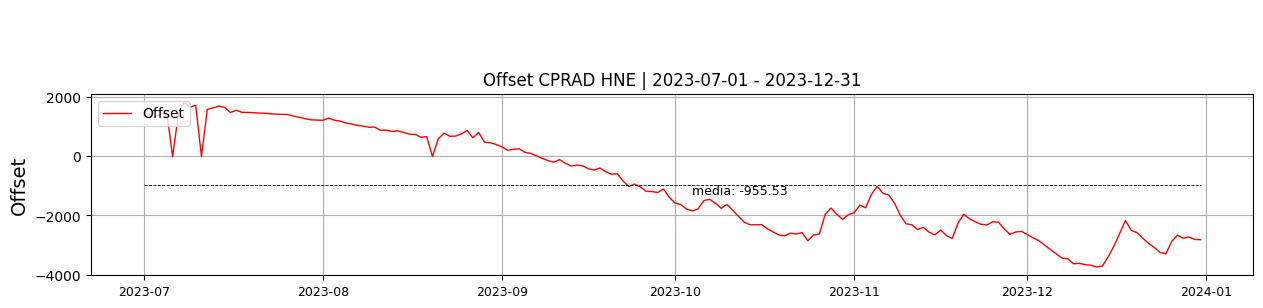 Offset CPRAD HNE | 2023-07-01 - 2023-12-31
Offset
2000
0
−2000
−4000
Offset
media: -955.53
2023-07
2023-08
2023-09
2023-10
2023-11
2023-12
2024-01